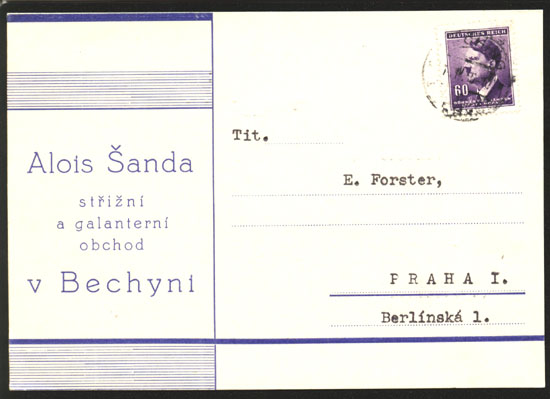 Alois Šanda
střižní
a galanterní
obchod
v Bechyni
DEUTSCHES REICH
60
Tit.
E. Forster,
PRAHA I.
Berlínská 1.